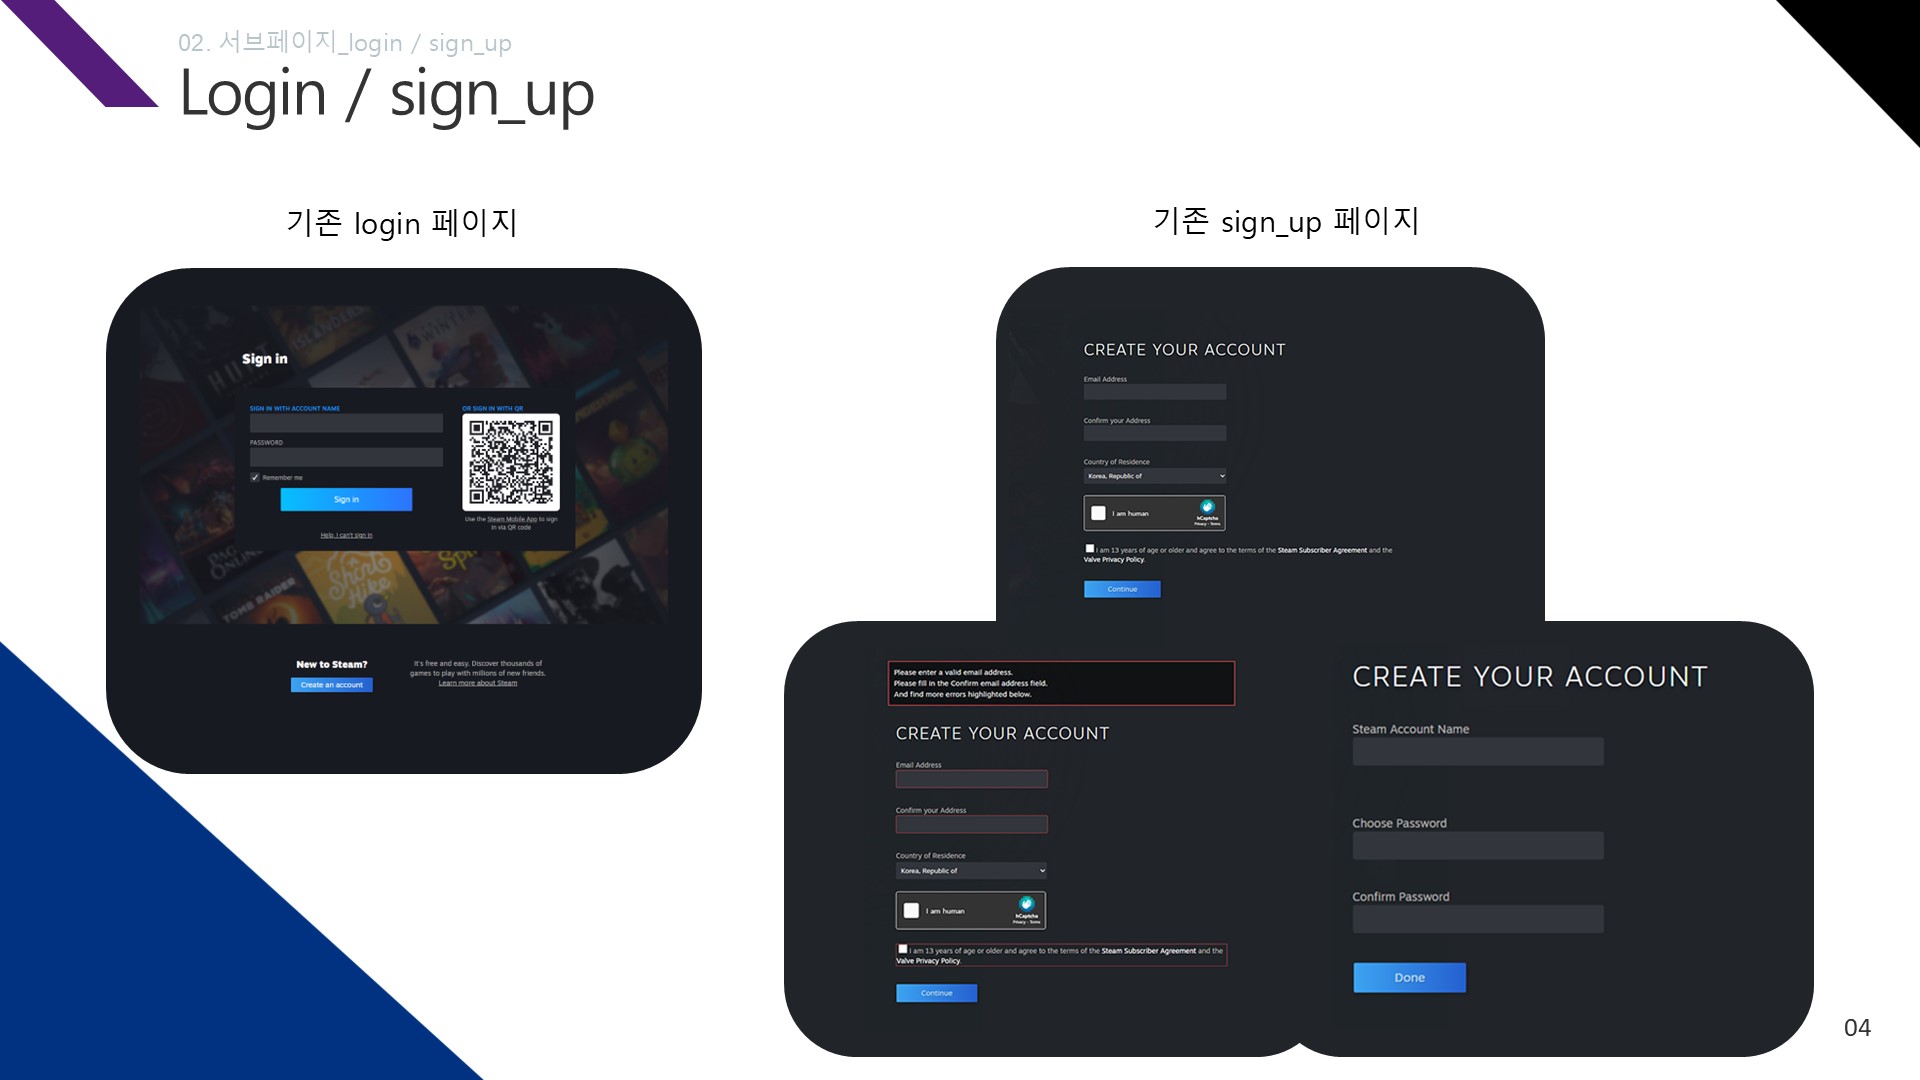 02. 서브페이지_login / sign_up
Login / sign_up
기존 login 페이지
기존 sign_up 페이지
ISLANDERS
WINTER
HUNT
Sign in
SIGN IN WITH ACCOUNT NAME
OR SIGN IN WITH QR
PASSWORD
Remember me
Sign in
Use the Steam Mobile App to sign
in via QR code
Help, I can't sign in
TOMB RAIDER
A Short
Hike
New to Steam?
Create an account
It's free and easy. Discover thousands of
games to play with millions of new friends.
Learn more about Steam
CREATE YOUR ACCOUNT
Email Address
Confirm your Address
Country of Residence
Korea, Republic of
I am human
hCaptcha
Privacy - Terms
I am 13 years of age or older and agree to the terms of the Steam Subscriber Agreement and the
Valve Privacy Policy.
Continue
Please enter a valid email address.
Please fill in the Confirm email address field.
And find more errors highlighted below.
CREATE YOUR ACCOUNT
Email Address
Confirm your Address
Country of Residence
Korea, Republic of
I am human
hCaptcha
Privacy - Terms
I am 13 years of age or older and agree to the terms of the Steam Subscriber Agreement and the
Valve Privacy Policy.
Continue
CREATE YOUR ACCOUNT
Steam Account Name
Choose Password
Confirm Password
Done
04